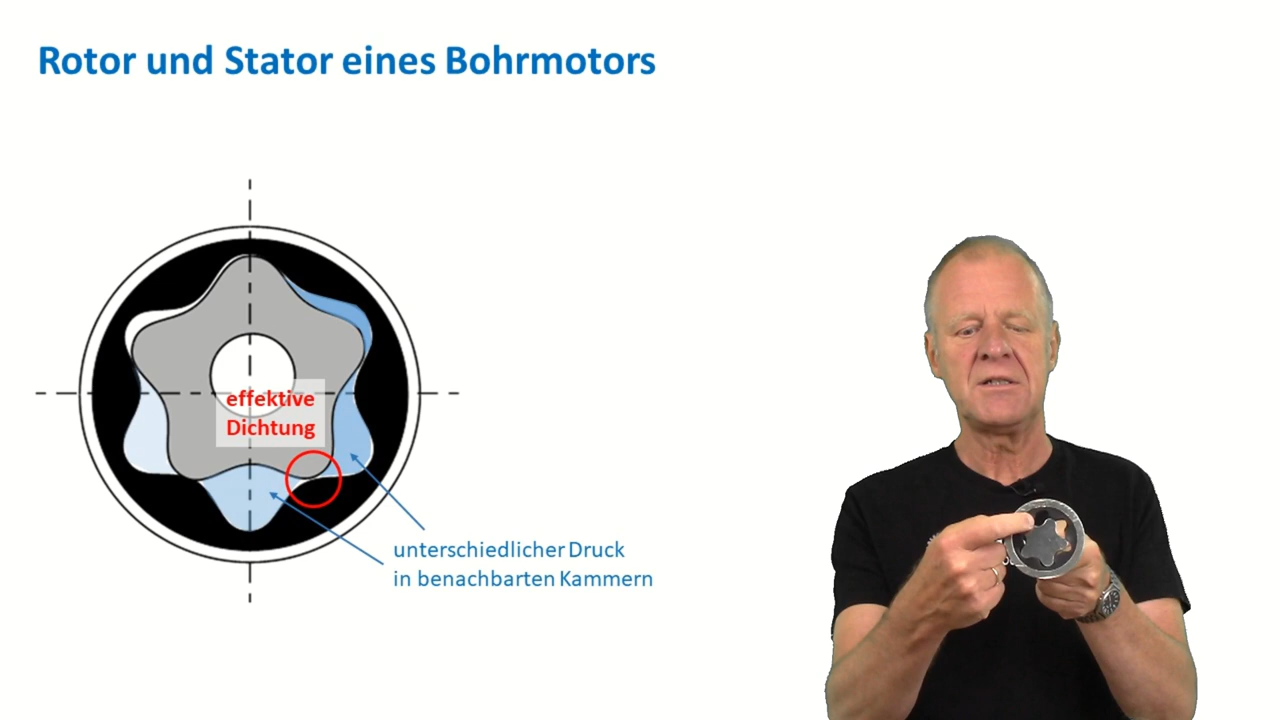 Rotor und Stator eines Bohrmotors
effektive
Dichtung
unterschiedlicher Druck
in benachbarten Kammern